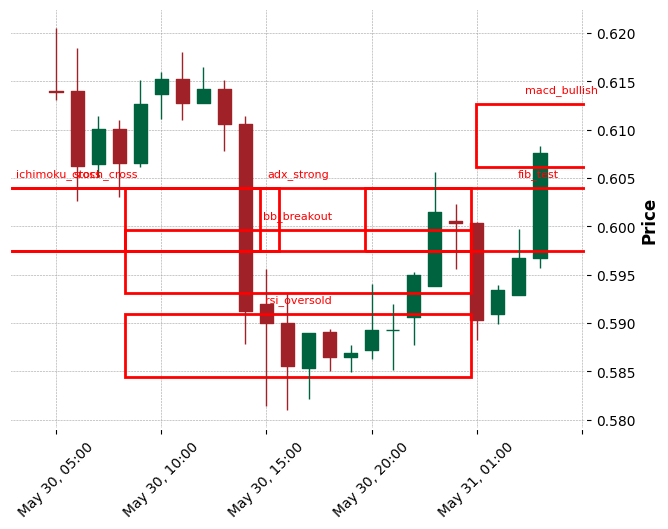 0.620
0.615
macd_bullish
0.610
ichimoku_cross
stoch_cross
adx_strong
fib_test
0.605
bb_breakout
0.600
Price
0.595
rsi_oversold
0.590
0.585
0.580
May 30, 05:00
May 30, 10:00
May 30, 15:00
May 30, 20:00
May 31, 01:00